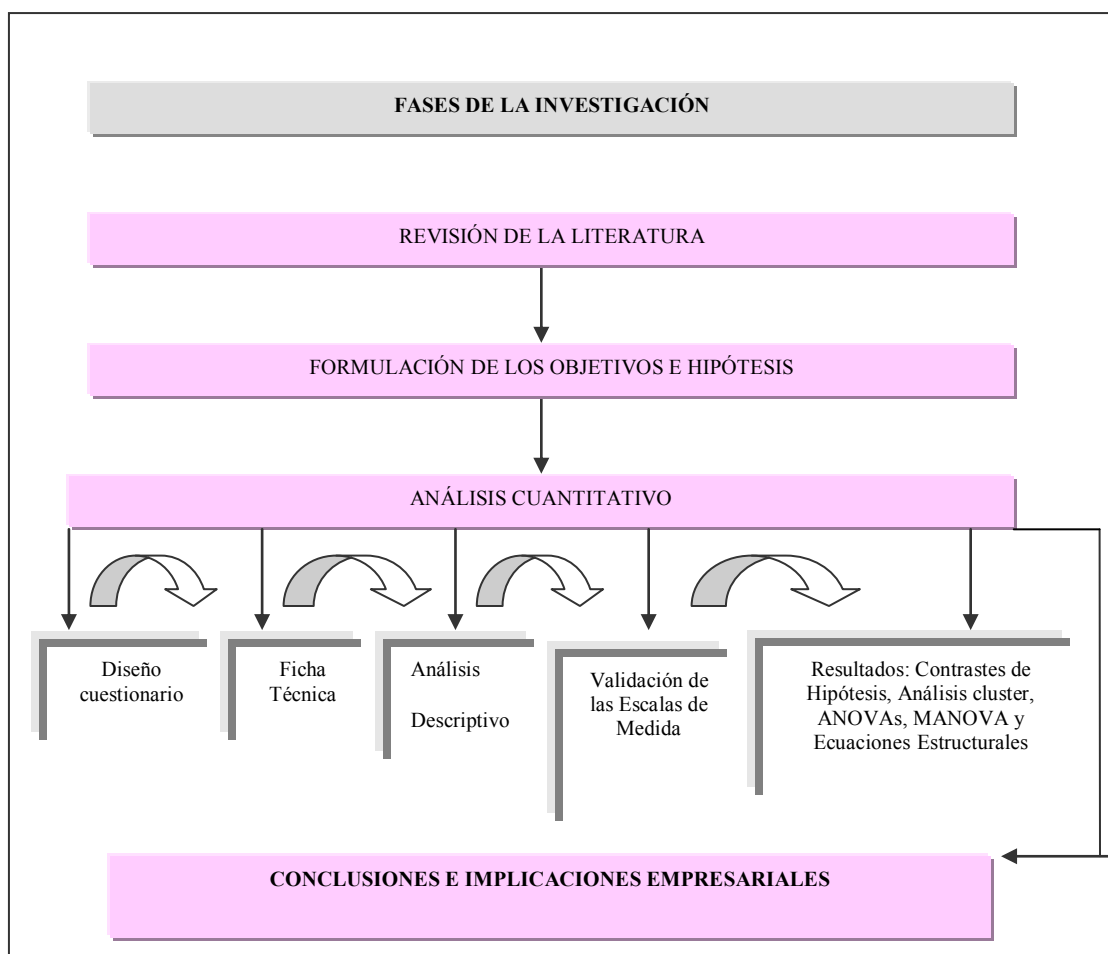 FASES DE LA INVESTIGACIÓN
REVISIÓN DE LA LITERATURA
FORMULACIÓN DE LOS OBJETIVOS E HIPÓTESIS
ANÁLISIS CUANTITATIVO
Diseño
cuestionario
Ficha
Técnica
Análisis
Descriptivo
Validación de
las Escalas de
Medida
Resultados: Contrastes de
Hipótesis, Análisis cluster,
ANOVAs, MANOVA y
Ecuaciones Estructurales
CONCLUSIONES E IMPLICACIONES EMPRESARIALES